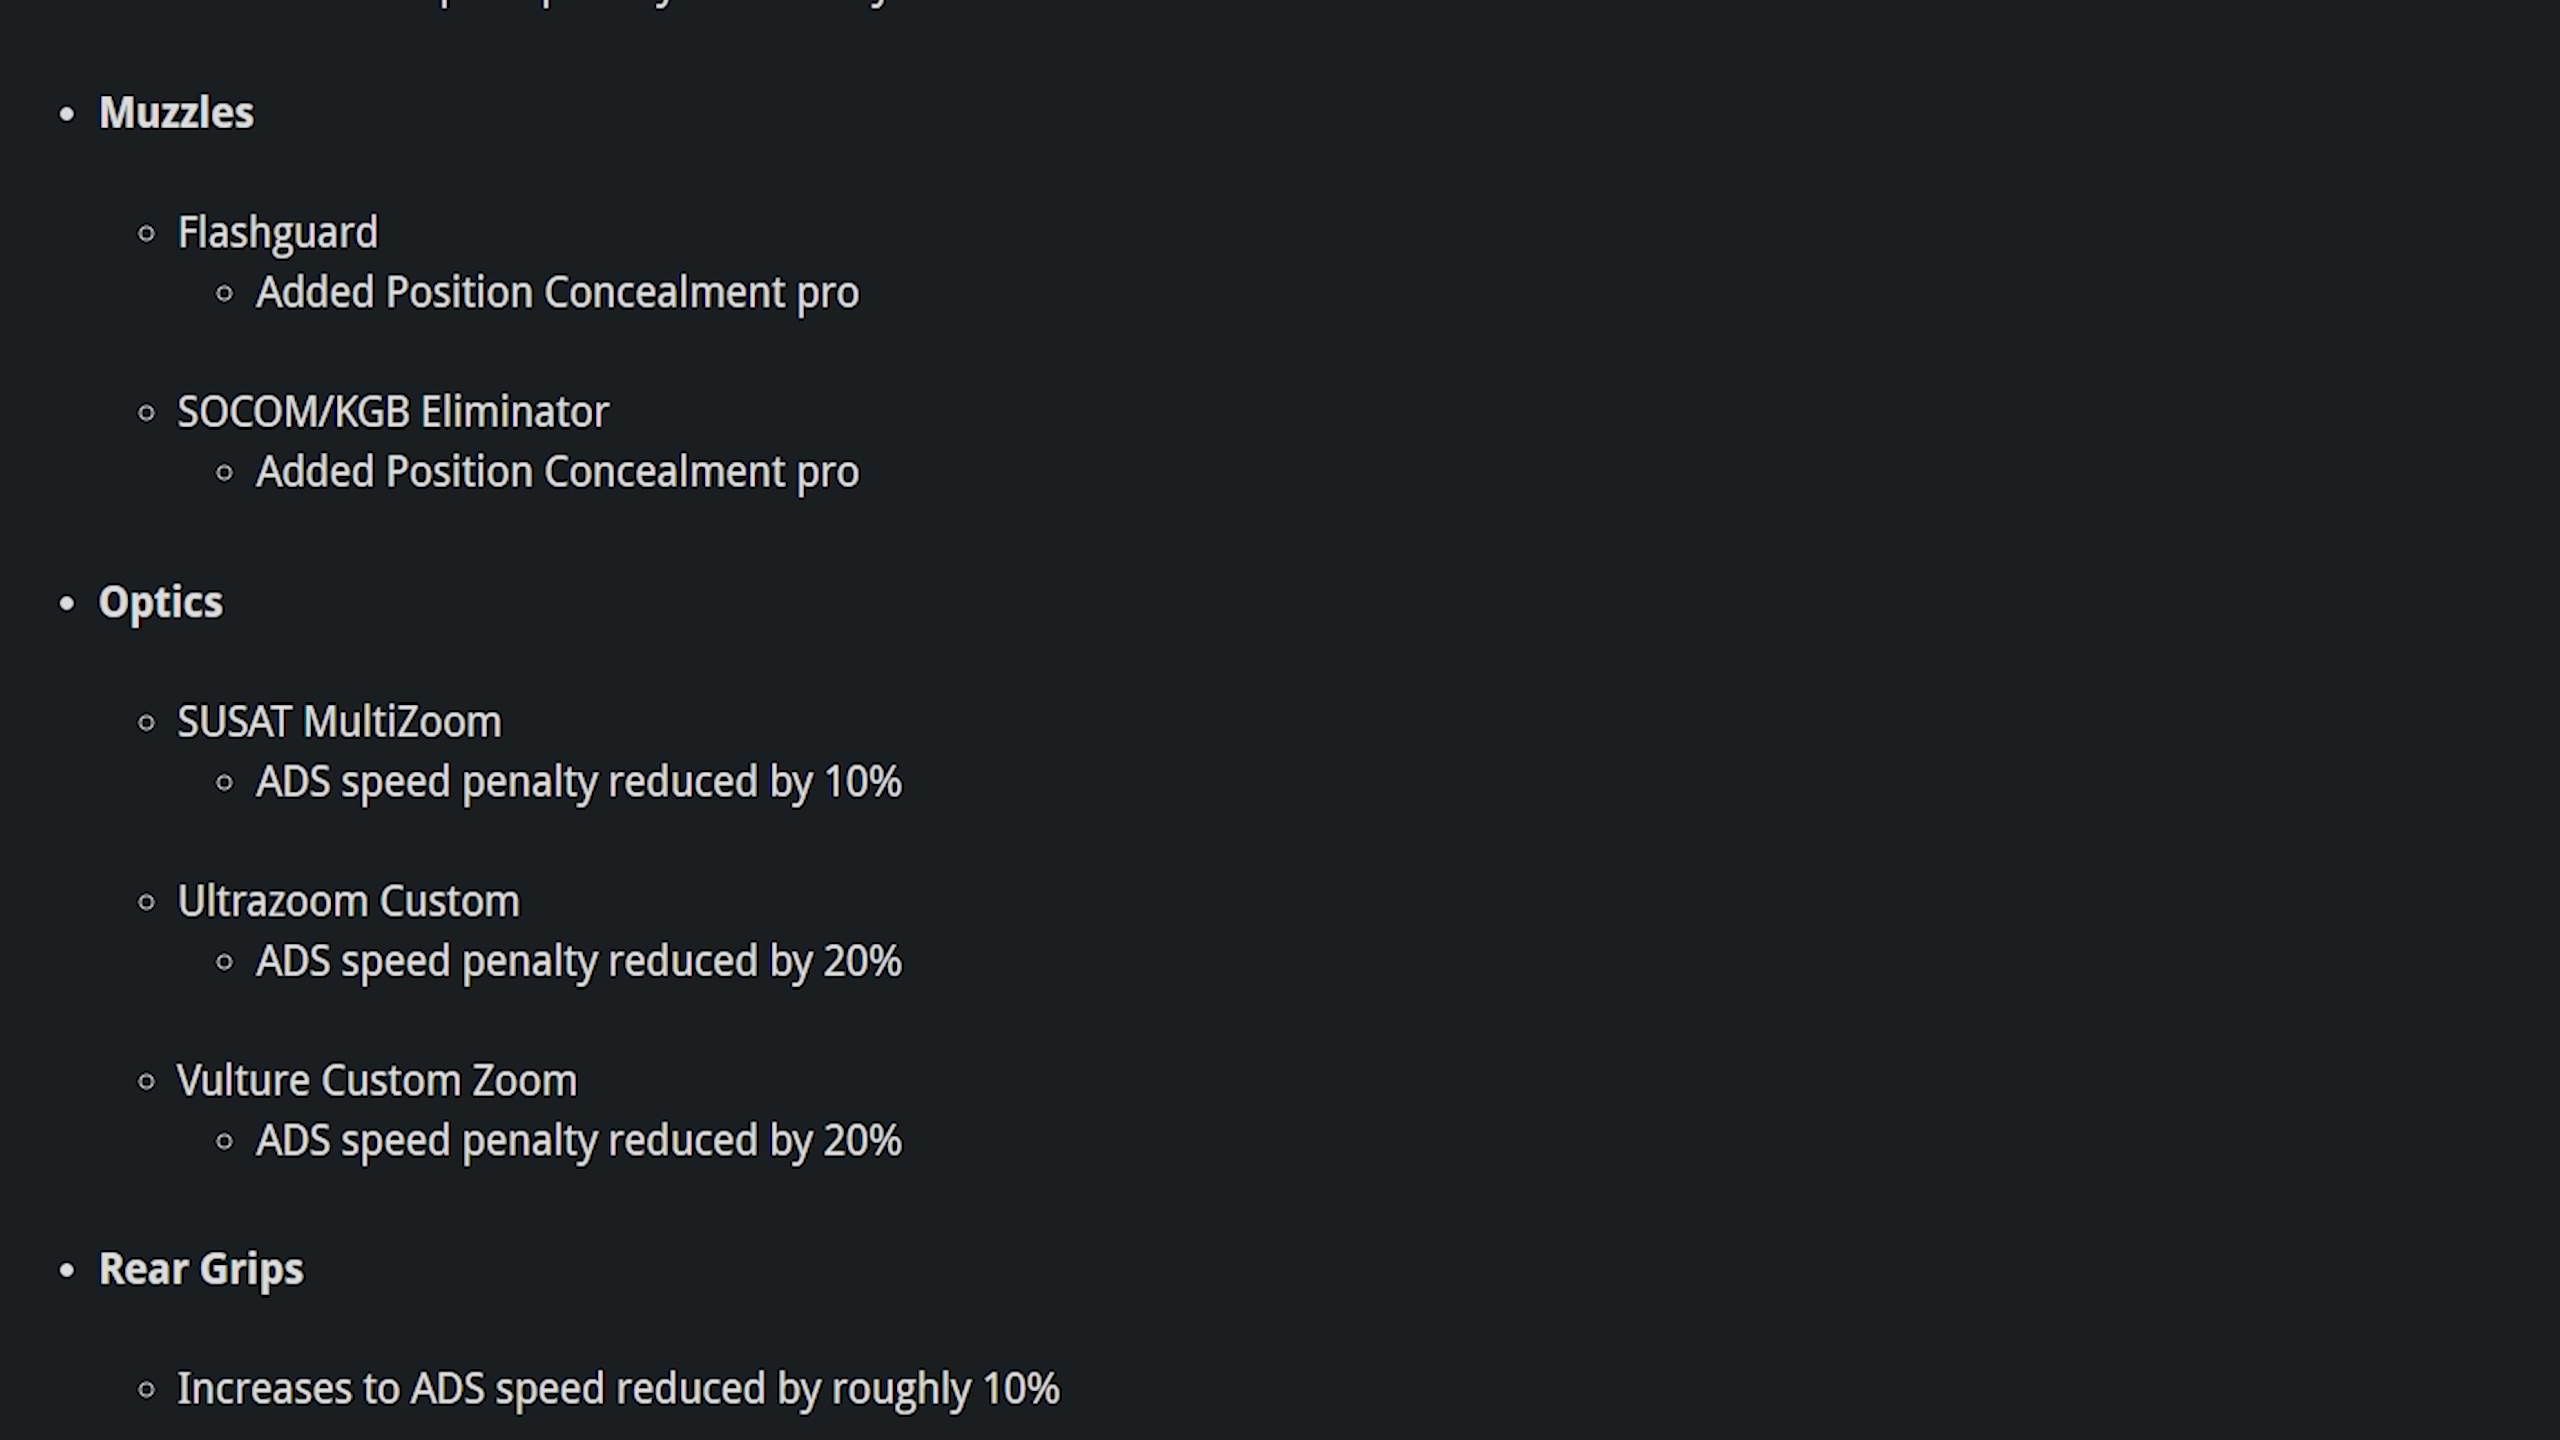 Muzzles
Flashguard
Added Position Concealment pro
SOCOM/KGB Eliminator
Added Position Concealment pro
Optics
SUSAT MultiZoom
ADS speed penalty reduced by 10%
Ultrazoom Custom
ADS speed penalty reduced by 20%
Vulture Custom Zoom
ADS speed penalty reduced by 20%
Rear Grips
Increases to ADS speed reduced by roughly 10%